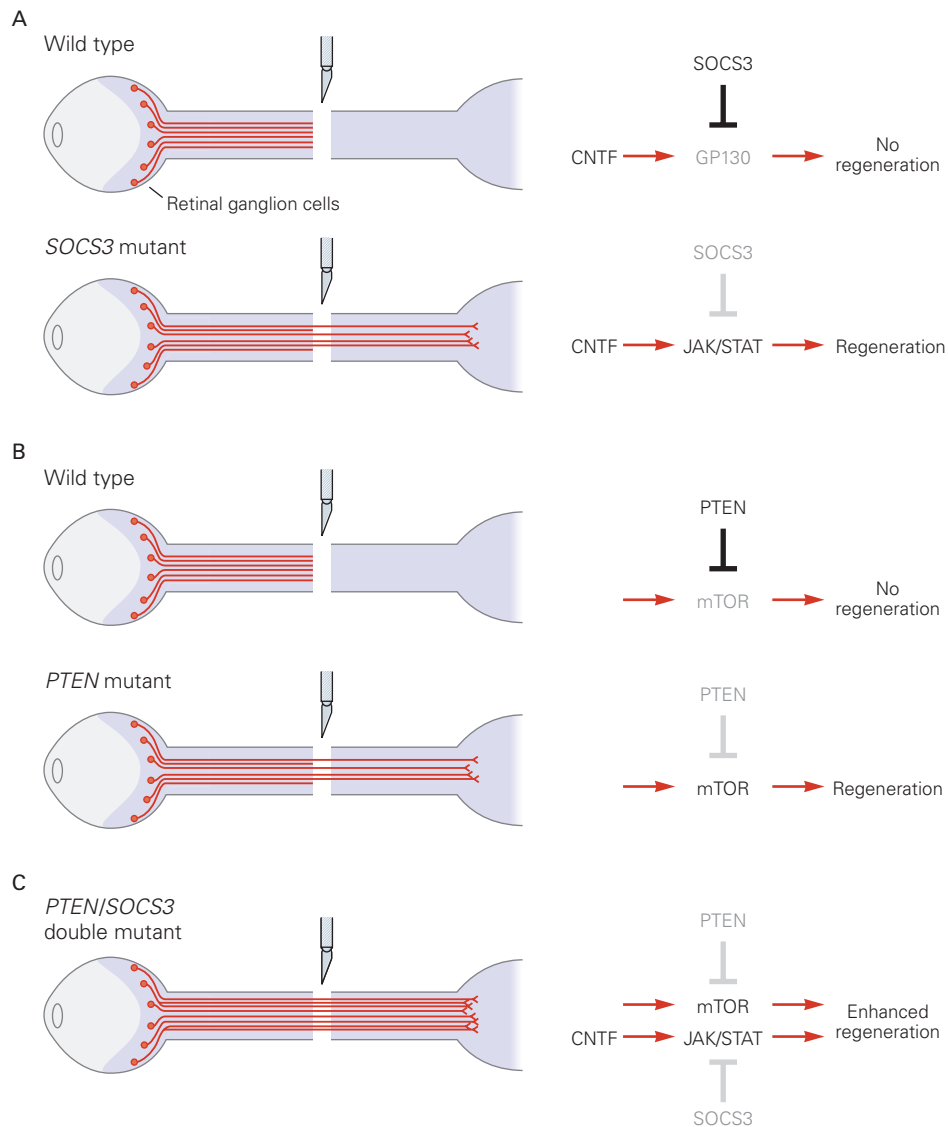 A
Wild type
Retinal ganglion cells
SOCS3
CNTF
GP130
No
regeneration
SOCS3 mutant
SOCS3
CNTF
JAK/STAT
Regeneration
B
Wild type
PTEN
mTOR
No
regeneration
PTEN mutant
PTEN
mTOR
Regeneration
C
PTEN/SOCS3
double mutant
PTEN
mTOR
CNTF
JAK/STAT
Enhanced
regeneration
SOCS3